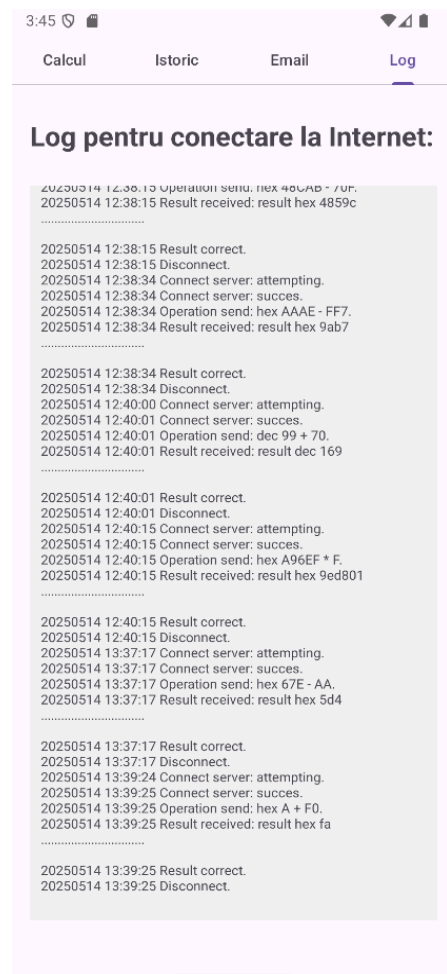 3:45
Calcul Istoric Email Log
Log pentru conectare la Internet:
20250514 12:38:15 Operation send: hex 48CAB - 70F.
20250514 12:38:15 Result received: result hex 4859c
...............................
20250514 12:38:15 Result correct.
20250514 12:38:15 Disconnect.
20250514 12:38:34 Connect server: attempting.
20250514 12:38:34 Connect server: succes.
20250514 12:38:34 Operation send: hex AAAE - FF7.
20250514 12:38:34 Result received: result hex 9ab7
...............................
20250514 12:38:34 Result correct.
20250514 12:38:34 Disconnect.
20250514 12:40:00 Connect server: attempting.
20250514 12:40:01 Connect server: succes.
20250514 12:40:01 Operation send: dec 99 + 70.
20250514 12:40:01 Result received: result dec 169
...............................
20250514 12:40:01 Result correct.
20250514 12:40:01 Disconnect.
20250514 12:40:15 Connect server: attempting.
20250514 12:40:15 Connect server: succes.
20250514 12:40:15 Operation send: hex A96EF * F.
20250514 12:40:15 Result received: result hex 9ed801
...............................
20250514 12:40:15 Result correct.
20250514 12:40:15 Disconnect.
20250514 13:37:17 Connect server: attempting.
20250514 13:37:17 Connect server: succes.
20250514 13:37:17 Operation send: hex 67E - AA.
20250514 13:37:17 Result received: result hex 5d4
...............................
20250514 13:37:17 Result correct.
20250514 13:37:17 Disconnect.
20250514 13:39:24 Connect server: attempting.
20250514 13:39:25 Connect server: succes.
20250514 13:39:25 Operation send: hex A + F0.
20250514 13:39:25 Result received: result hex fa
...............................
20250514 13:39:25 Result correct.
20250514 13:39:25 Disconnect.